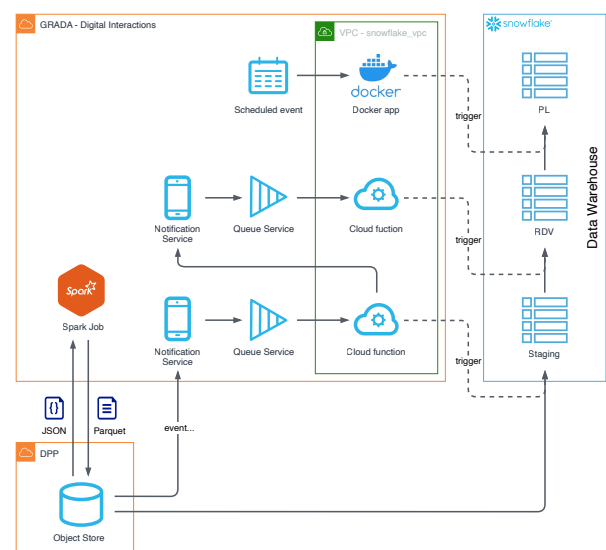 GRADA - Digital Interactions
VPC - snowflake_vpc
snowflake
Scheduled event
docker
Docker app
trigger
PL
Notification
Service
Queue Service
Cloud fuction
trigger
RDV
Data Warehouse
Spark
Spark Job
Notification
Service
Queue Service
Cloud function
trigger
Staging
{}
JSON
Parquet
event...
DPP
Object Store